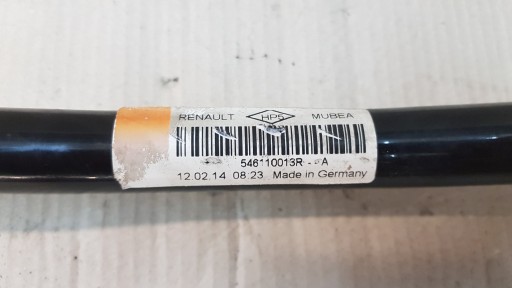 RENAULT HPS MUBEA
546110013R--A
12.02.14 08:23 Made in Germany